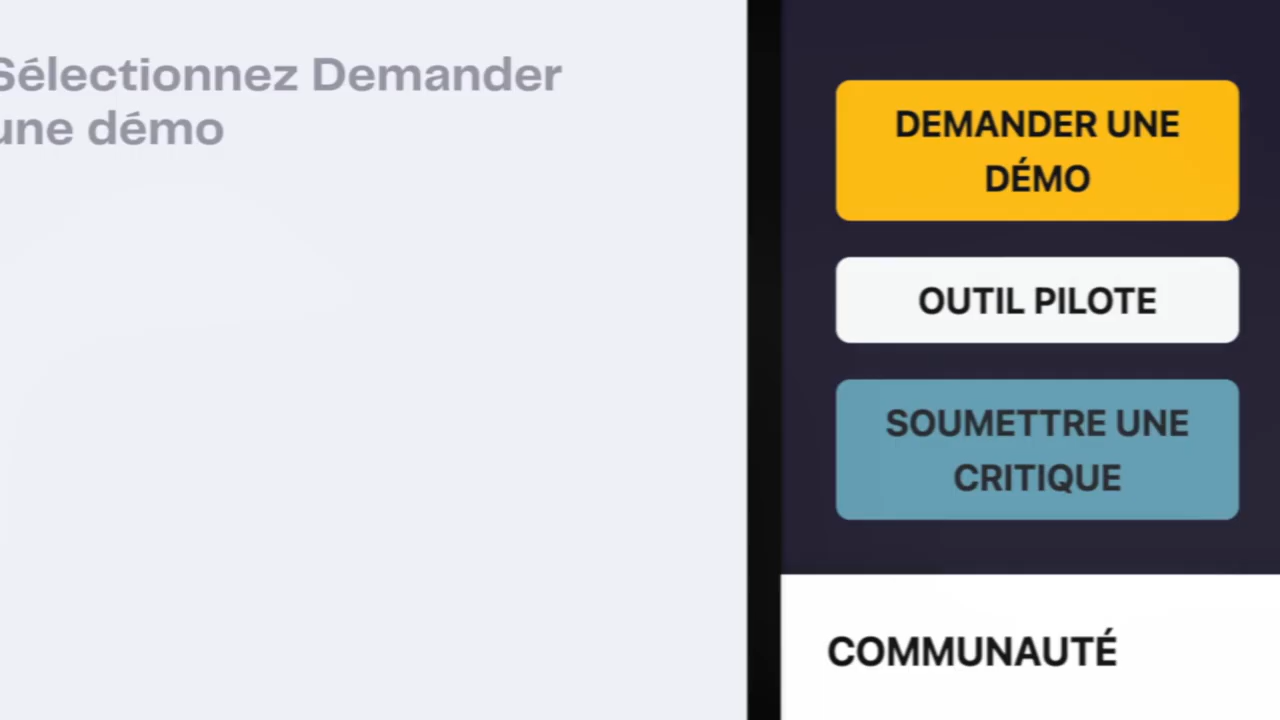 Sélectionnez Demander
une démo
DEMANDER UNE
DÉMO
OUTIL PILOTE
SOUMETTRE UNE
CRITIQUE
COMMUNAUTÉ